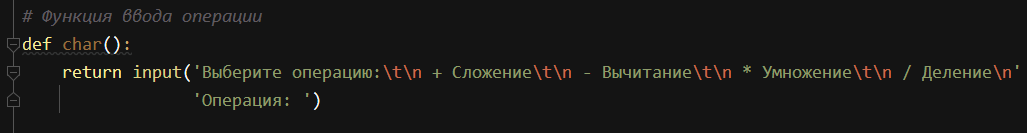 # Функция ввода операции
def char():
    return input('Выберите операцию:\t\n + Сложение\t\n - Вычитание\t\n * Умножение\t\n / Деление\n'
                 'Операция: ')